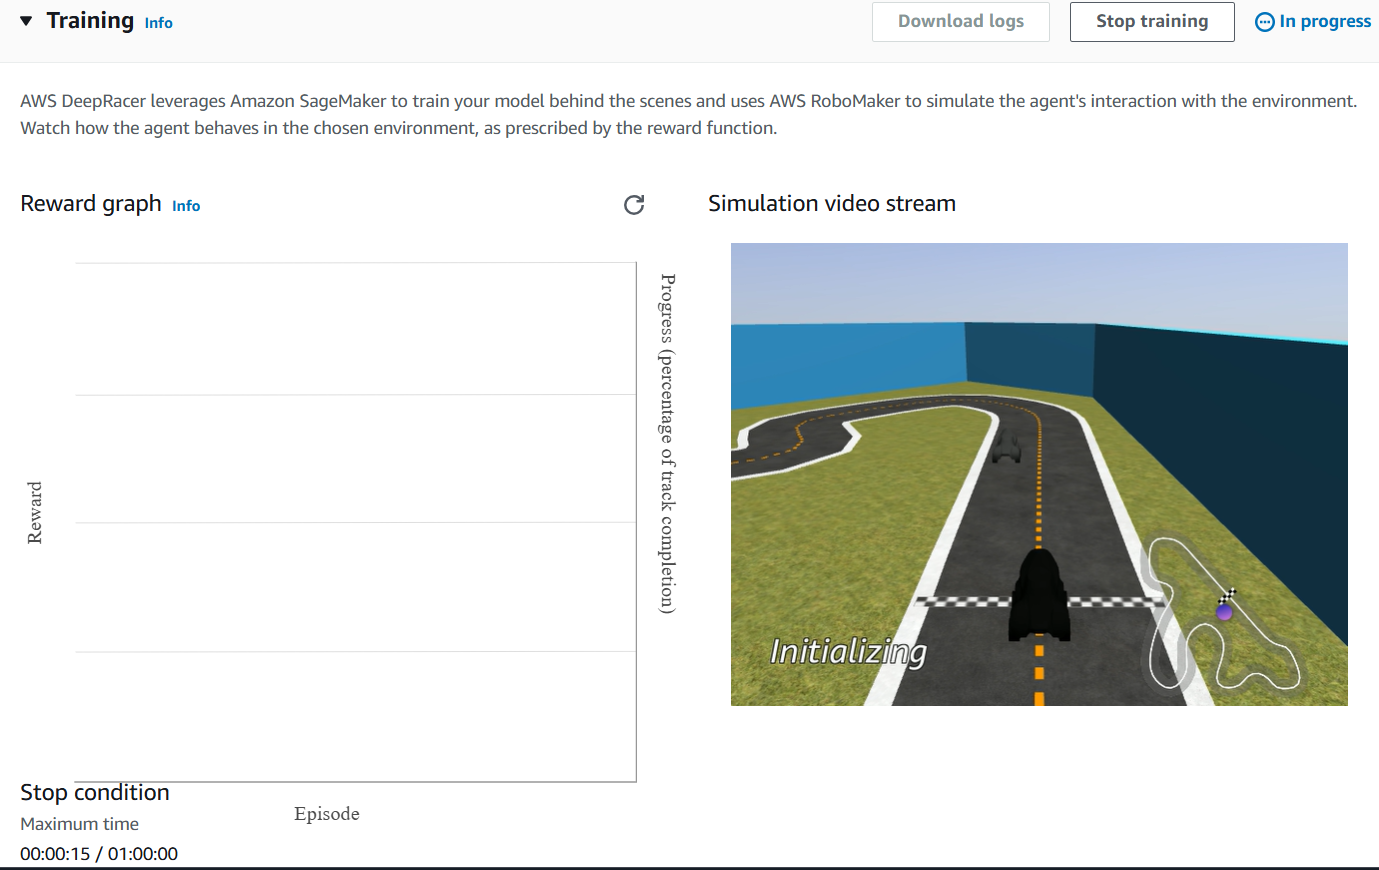 Training Info
Download logs
Stop training
In progress
AWS DeepRacer leverages Amazon SageMaker to train your model behind the scenes and uses AWS RoboMaker to simulate the agent's interaction with the environment.
Watch how the agent behaves in the chosen environment, as prescribed by the reward function.
Reward graph Info
Simulation video stream
Reward
Progress (percentage of track completion)
Initializing
Episode
Stop condition
Maximum time
00:00:15 / 01:00:00